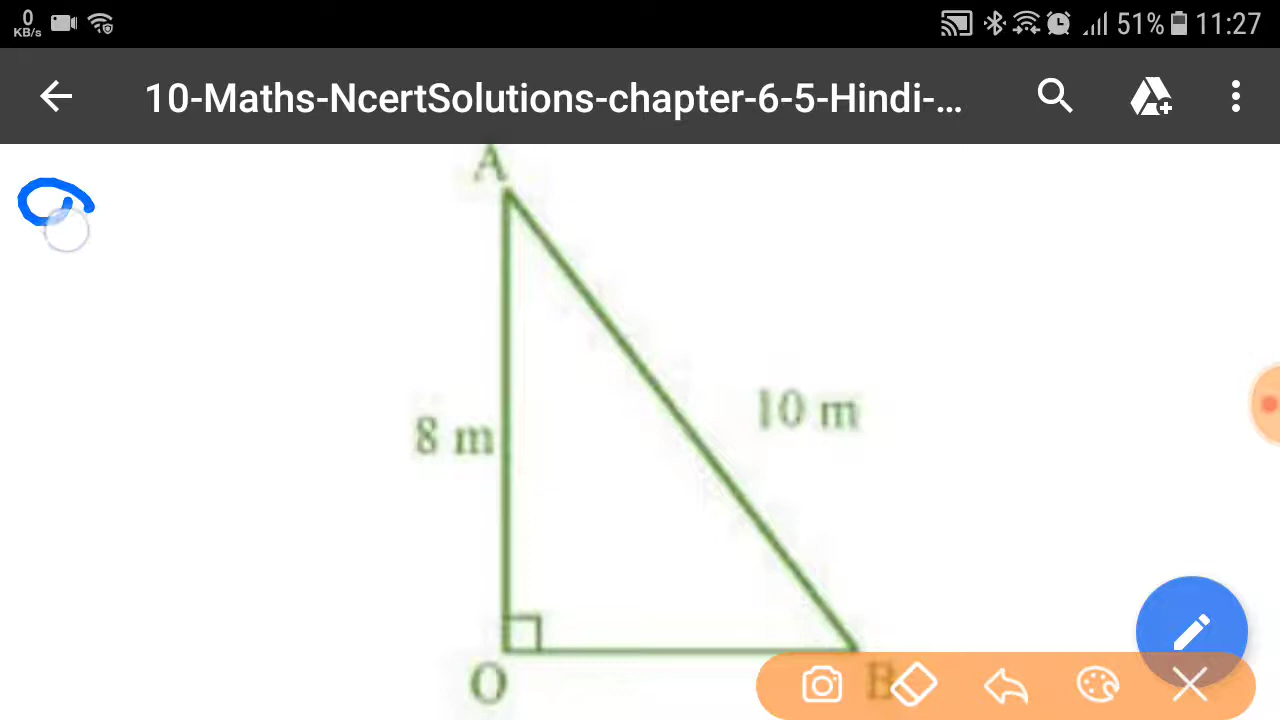 0
KB/s
51% 11:27
10-Maths-NcertSolutions-chapter-6-5-Hindi-...
A
10 m
8 m
O
B